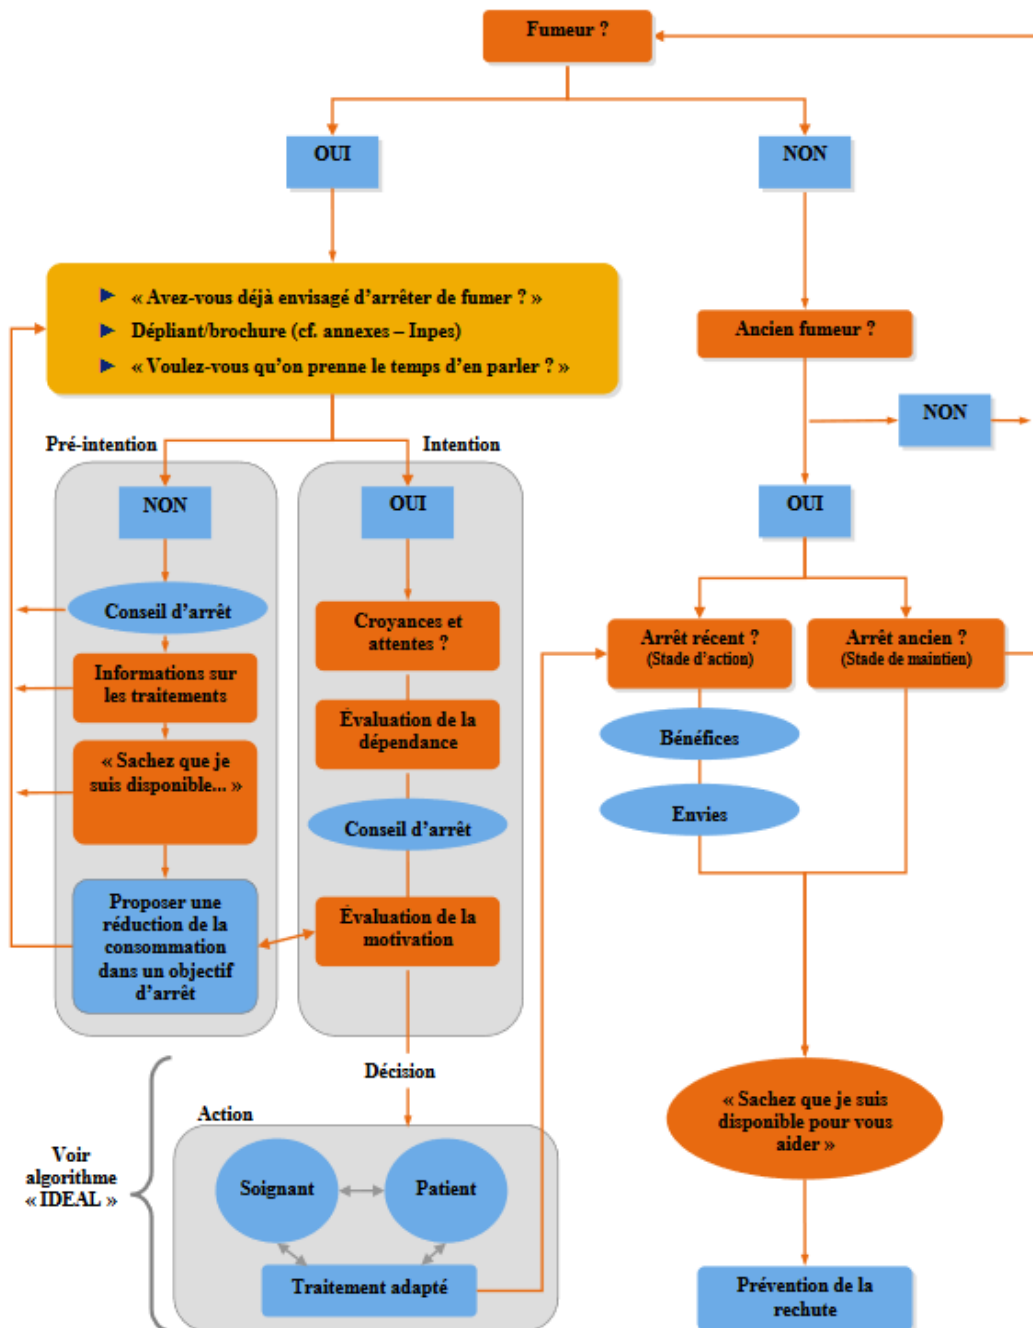 Fumeur ?
OUI
NON
« Avez-vous déjà envisagé d’arrêter de fumer ? »
Dépliant/brochure (cf. annexes – Inpes)
« Voulez-vous qu’on prenne le temps d’en parler ? »
Ancien fumeur ?
NON
Pré-intention
Intention
NON
OUI
OUI
Conseil d’arrêt
Informations sur
les traitements
« Sachez que je
suis disponible... »
Proposer une
réduction de la
consommation
dans un objectif
d’arrêt
Croyances et
attentes ?
Évaluation de la
dépendance
Conseil d’arrêt
Évaluation de la
motivation
Arrêt récent ?
(Stade d’action)
Arrêt ancien ?
(Stade de maintien)
Bénéfices
Envies
Décision
Action
Voir
algorithme
« IDEAL »
Soignant
Patient
Traitement adapté
« Sachez que je suis
disponible pour vous
aider »
Prévention de la
rechute